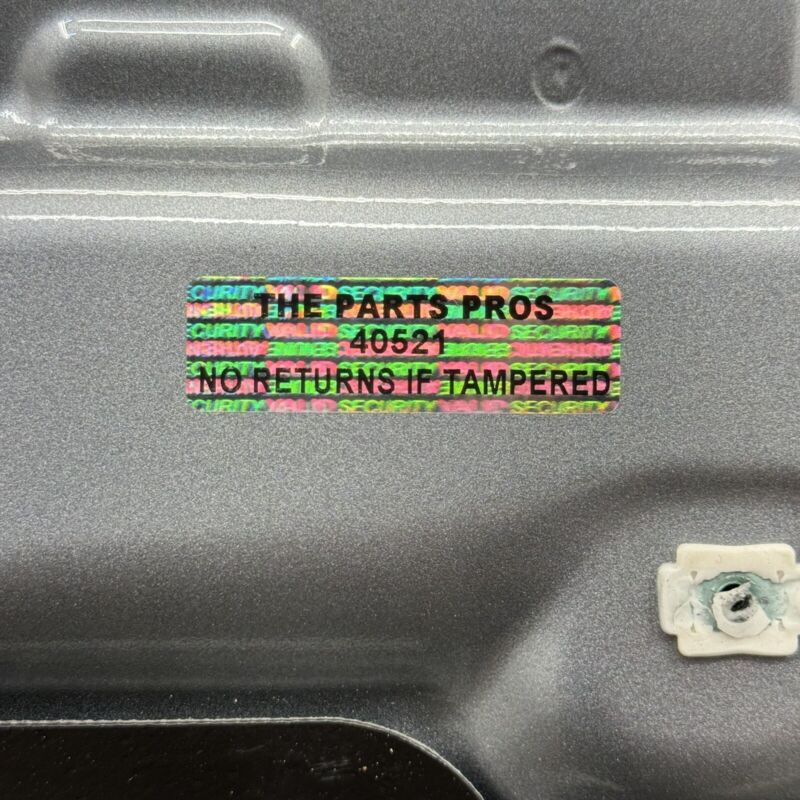 THE PARTS PROS
40521
NO RETURNS IF TAMPERED